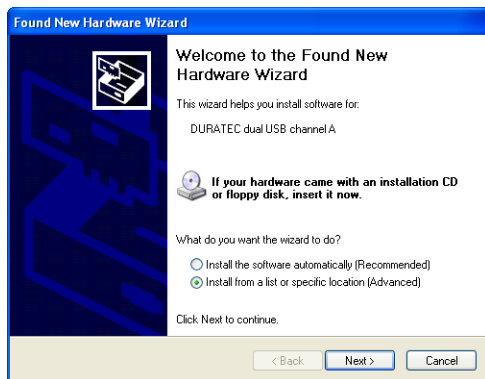 Found New Hardware Wizard
Welcome to the Found New
Hardware Wizard
This wizard helps you install software for:
DURATEC dual USB channel A
If your hardware came with an installation CD
or floppy disk, insert it now.
What do you want the wizard to do?
Install the software automatically (Recommended)
Install from a list or specific location (Advanced)
Click Next to continue.
< Back
Next >
Cancel